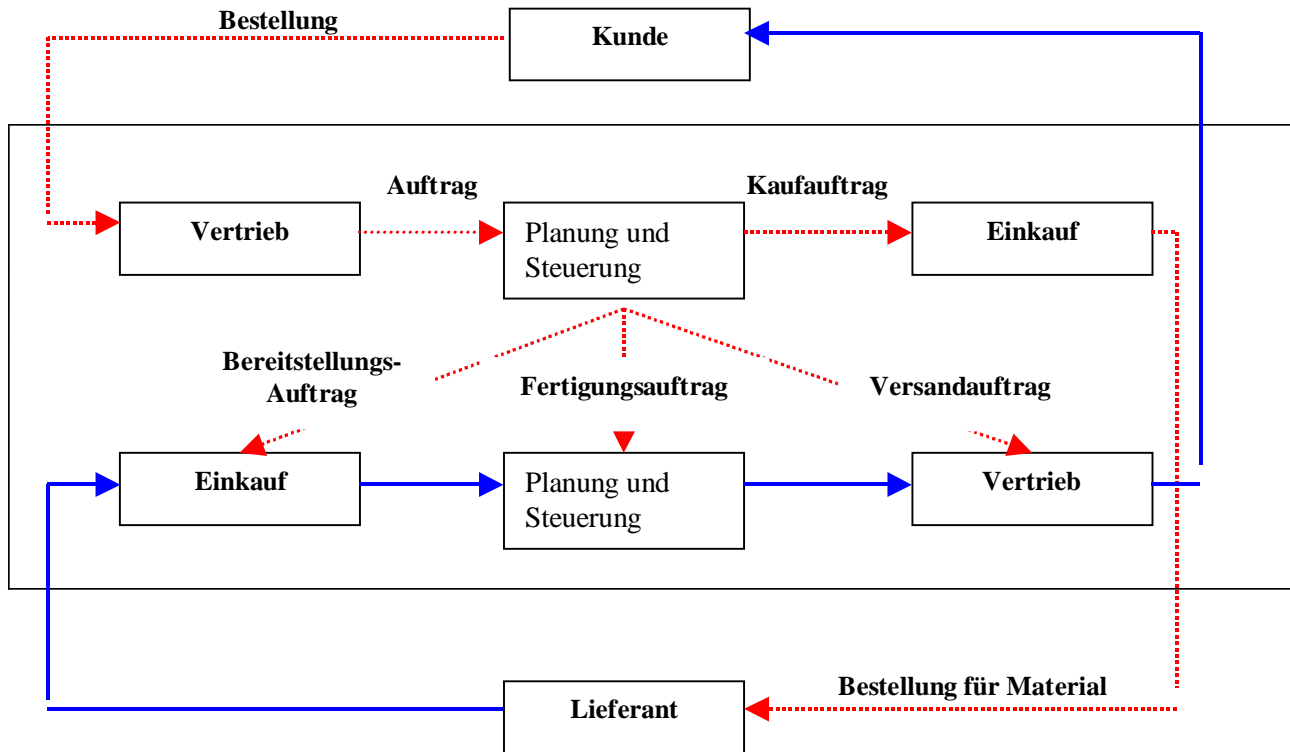 Bestellung
Kunde
Auftrag
Kaufauftrag
Vertrieb
Planung und
Steuerung
Einkauf
Bereitstellungs-
Auftrag
Fertigungsauftrag
Versandauftrag
Einkauf
Planung und
Steuerung
Vertrieb
Bestellung für Material
Lieferant